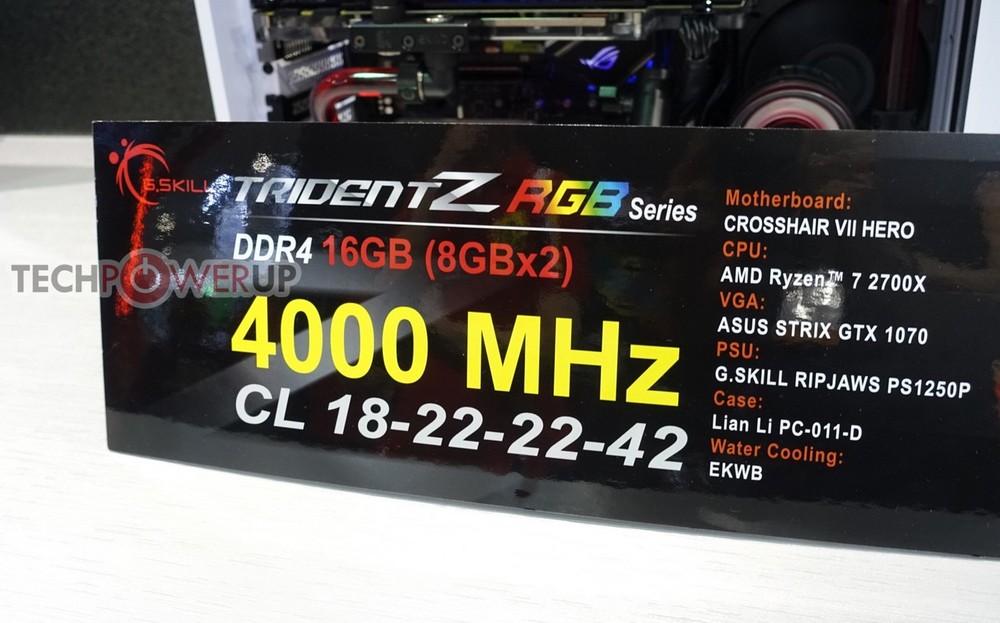 G.SKILL
TRIDENTZ RGB Series
DDR4 16GB (8GBx2)
4000 MHz
CL 18-22-22-42
Motherboard:
CROSSHAIR VII HERO
CPU:
AMD Ryzen™ 7 2700X
VGA:
ASUS STRIX GTX 1070
PSU:
G.SKILL RIPJAWS PS1250P
Case:
Lian Li PC-011-D
Water Cooling:
EKWB
TECHPOWERUP